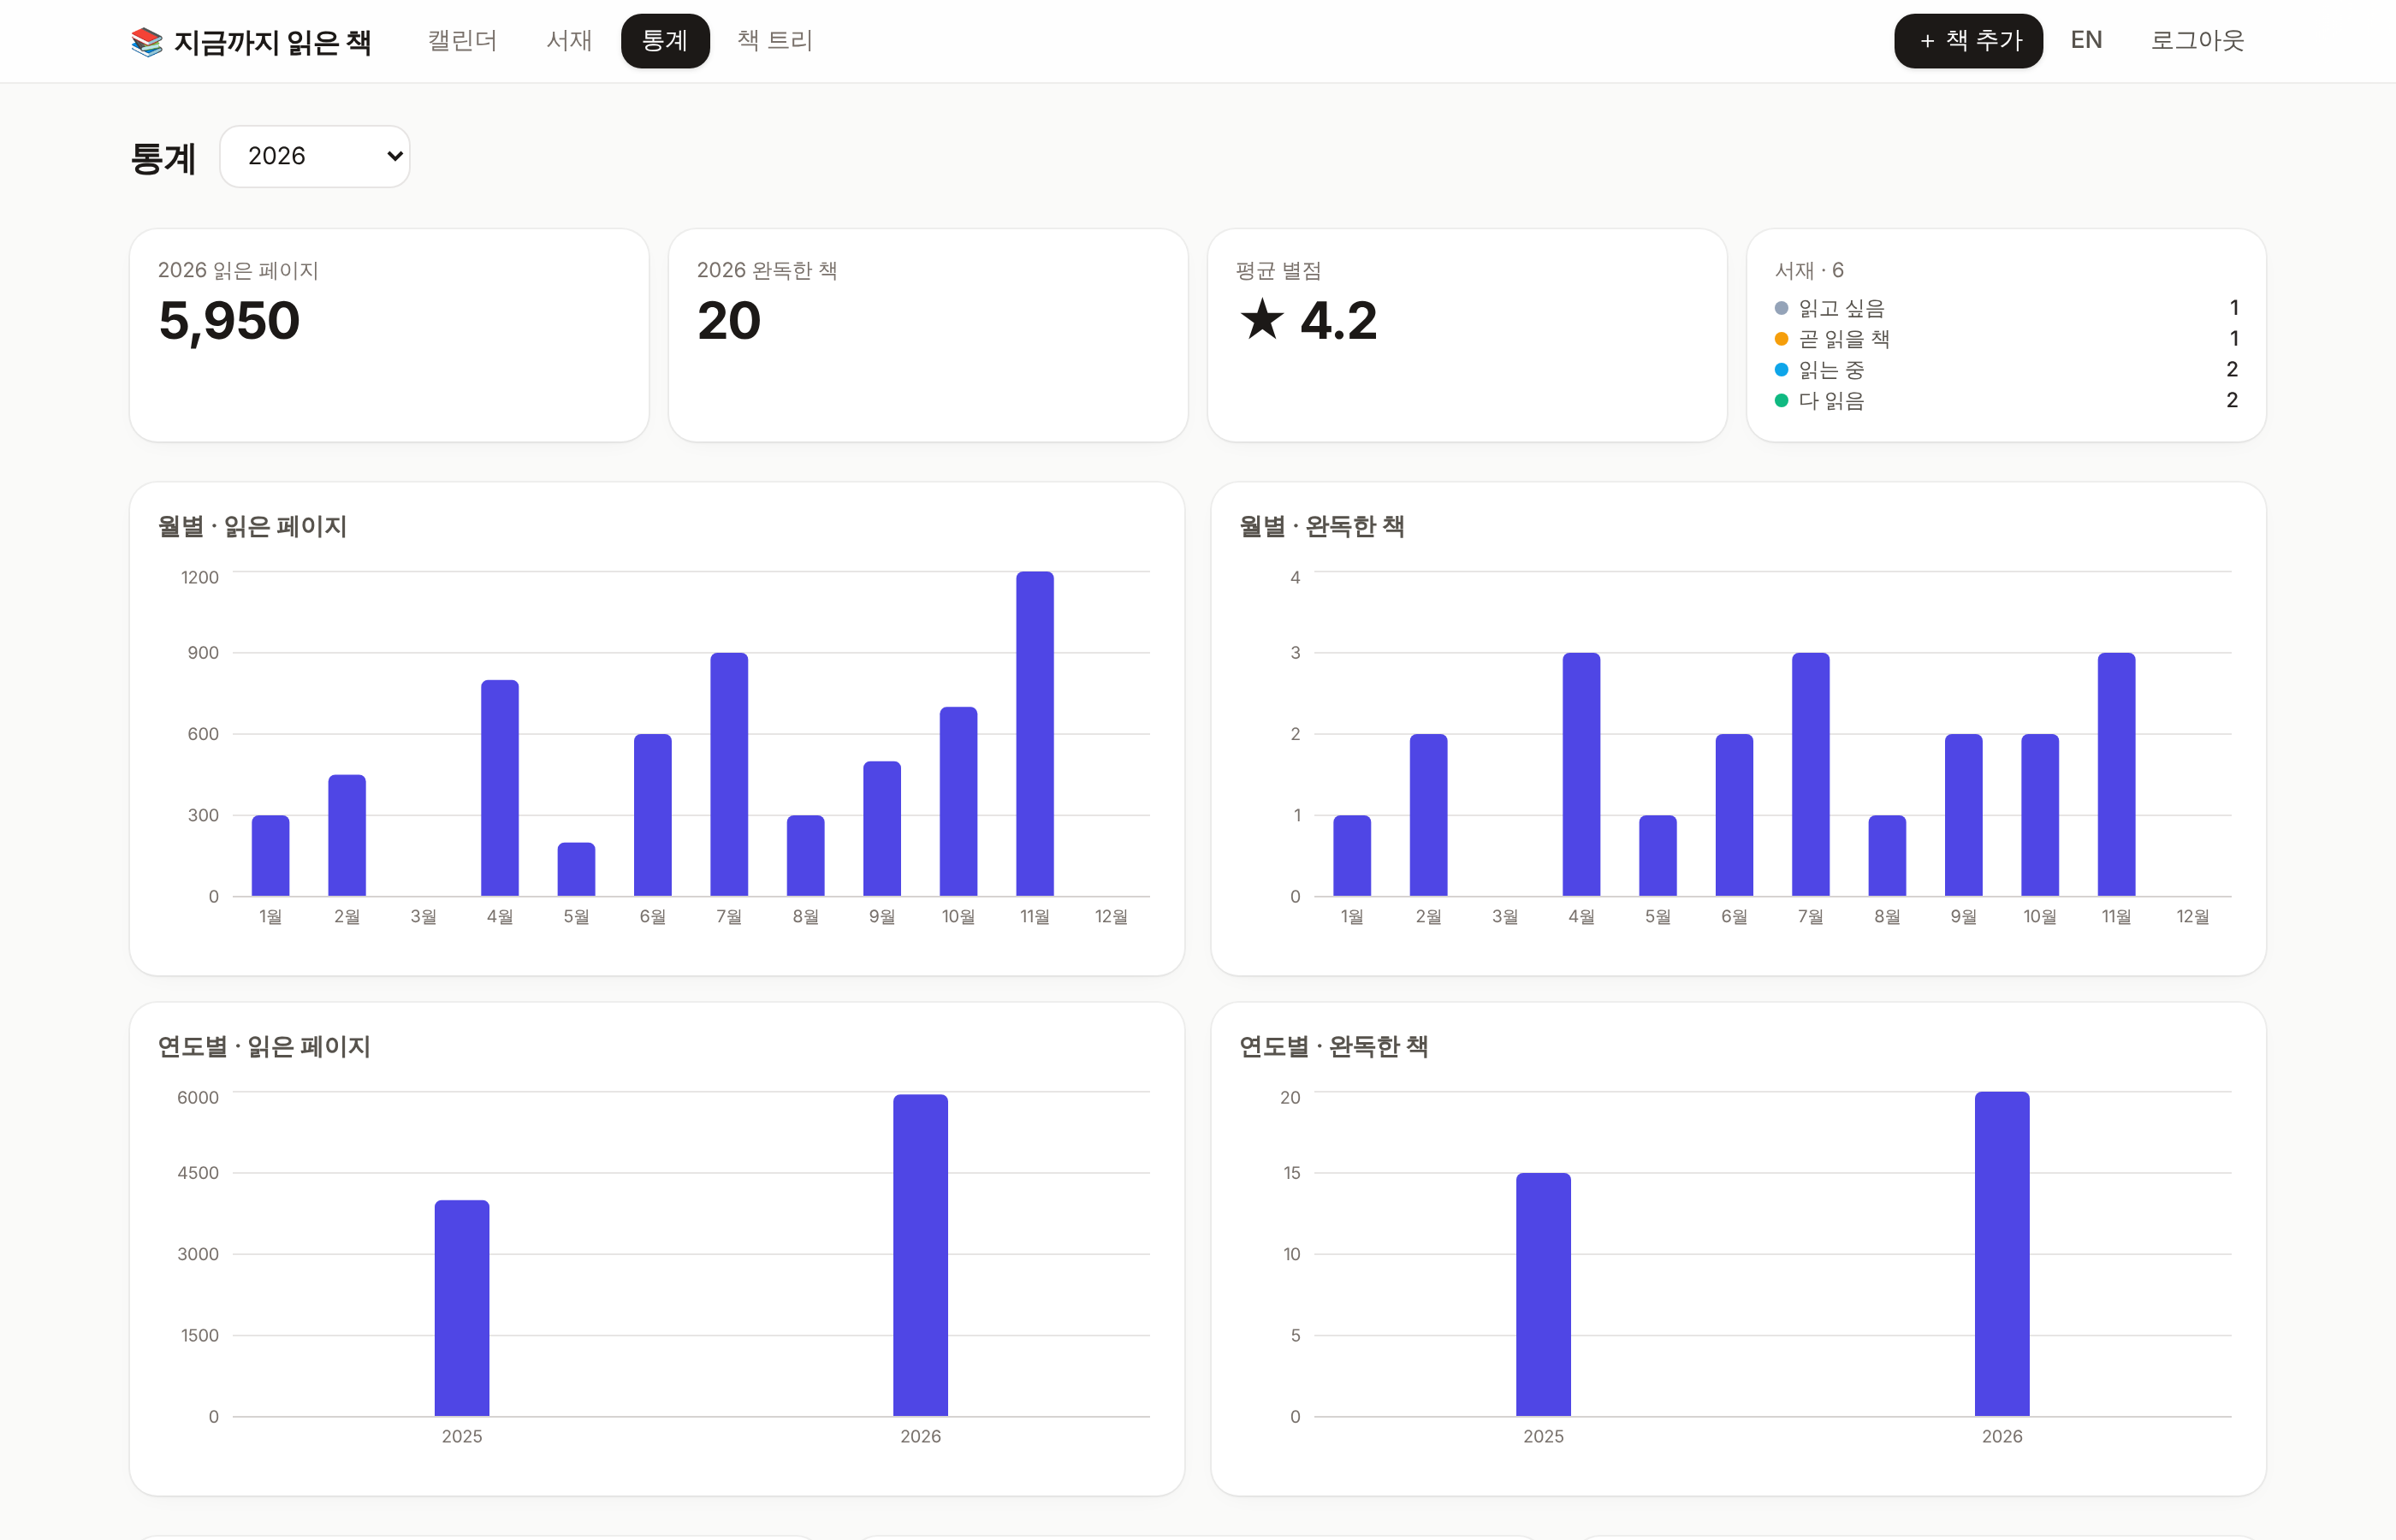 📚 지금까지 읽은 책 캘린더 서재 통계 책 트리 + 책 추가 EN 로그아웃
통계 2026
2026 읽은 페이지
5,950
2026 완독한 책
20
평균 별점
★ 4.2
서재 · 6
읽고 싶음 1
곧 읽을 책 1
읽는 중 2
다 읽음 2
월별 · 읽은 페이지
1200
900
600
300
0
1월 2월 3월 4월 5월 6월 7월 8월 9월 10월 11월 12월
월별 · 완독한 책
4
3
2
1
0
1월 2월 3월 4월 5월 6월 7월 8월 9월 10월 11월 12월
연도별 · 읽은 페이지
6000
4500
3000
1500
0
2025 2026
연도별 · 완독한 책
20
15
10
5
0
2025 2026